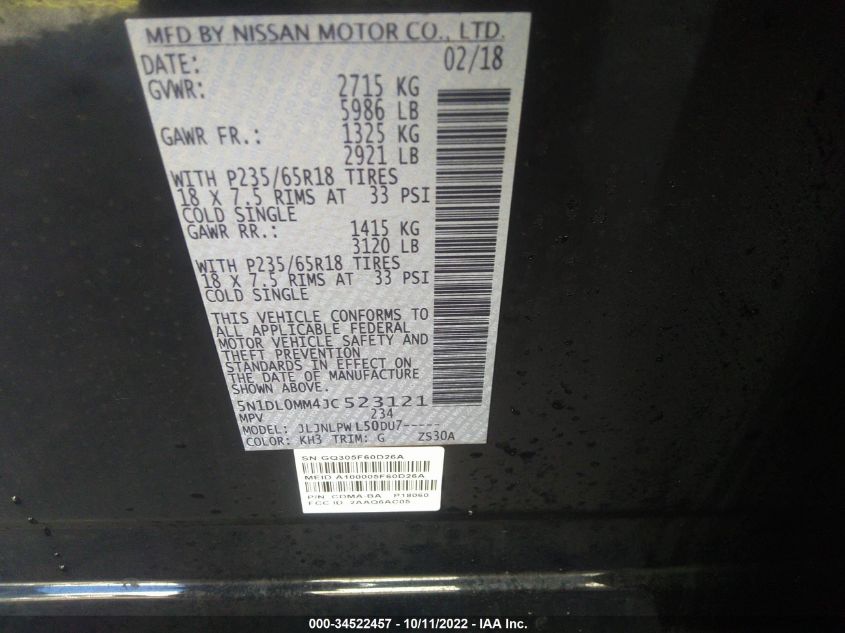 MFD BY NISSAN MOTOR CO., LTD.
DATE: 02/18
GVWR: 2715 KG
5986 LB
GAWR FR.: 1325 KG
2921 LB
WITH P235/65R18 TIRES
18 X 7.5 RIMS AT 33 PSI
COLD SINGLE
GAWR RR.: 1415 KG
3120 LB
WITH P235/65R18 TIRES
18 X 7.5 RIMS AT 33 PSI
COLD SINGLE
THIS VEHICLE CONFORMS TO
ALL APPLICABLE FEDERAL
MOTOR VEHICLE SAFETY AND
THEFT PREVENTION
STANDARDS IN EFFECT ON
THE DATE OF MANUFACTURE
SHOWN ABOVE.
5N1DL0MM4JC523121
MPV 234
MODEL: JLJNLPWL50DU7-----
COLOR: KH3 TRIM: G ZS30A
SN:GQ305F60D26A
MEID:A100005F60D26A
P/N: CDMA-BA P18060
FCC ID: 2AAQ6AC05
000-34522457 - 10/11/2022 - IAA Inc.